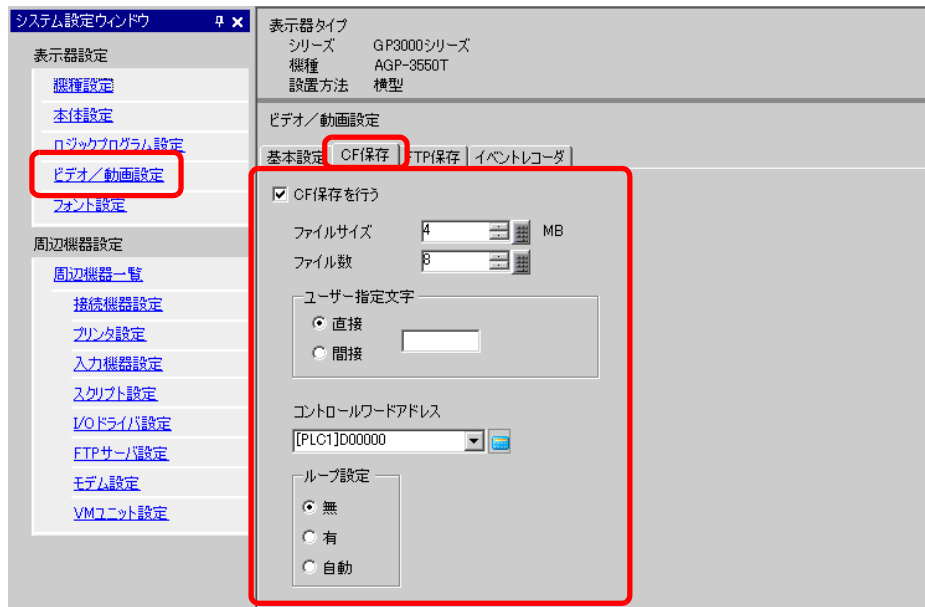 システム設定ウィンドウ
表示器設定
機種設定
本体設定
ロジックプログラム設定
ビデオ／動画設定
フォント設定
周辺機器設定
周辺機器一覧
接続機器設定
プリンタ設定
入力機器設定
スクリプト設定
I/Oドライバ設定
FTPサーバ設定
モデム設定
VMユニット設定
表示器タイプ
シリーズ GP3000シリーズ
機種 AGP-3550T
設置方法 横型
ビデオ／動画設定
基本設定 CF保存 FTP保存 イベントレコーダ
CF保存を行う
ファイルサイズ 4 MB
ファイル数 8
ユーザー指定文字
直接
間接
コントロールワードアドレス
[PLC1]D00000
ループ設定
無
有
自動